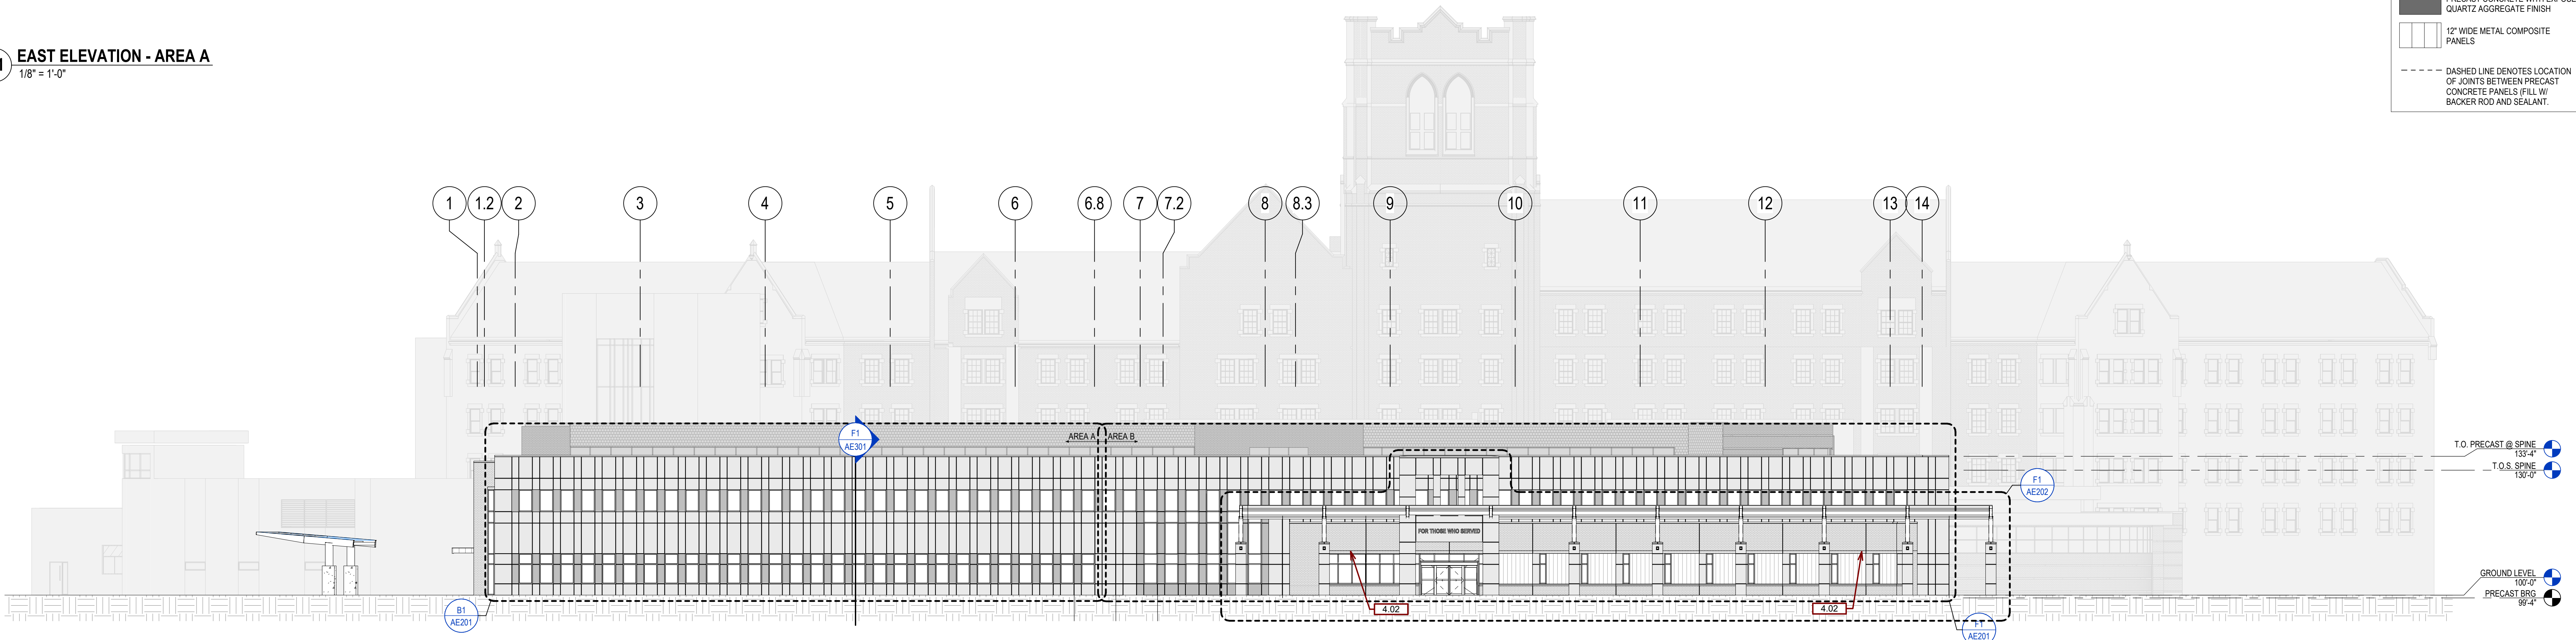 EAST ELEVATION - AREA A
1/8" = 1'-0"
QUARTZ AGGREGATE FINISH
12" WIDE METAL COMPOSITE
PANELS
DASHED LINE DENOTES LOCATION
OF JOINTS BETWEEN PRECAST
CONCRETE PANELS (FILL W/
BACKER ROD AND SEALANT.
1 1.2 2 3 4 5 6 6.8 7 7.2 8 8.3 9 10 11 12 13 14
F1
AE301
AREA A AREA B
T.O. PRECAST @ SPINE
133'-4"
T.O.S. SPINE
130'-0"
F1
AE202
FOR THOSE WHO SERVED
GROUND LEVEL
100'-0"
PRECAST BRG
99'-4"
4.02
4.02
B1
AE201
F1
AE201